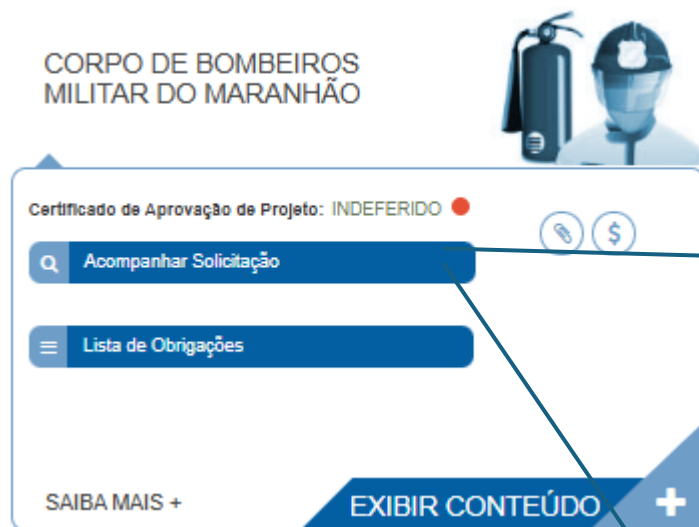 CORPO DE BOMBEIROS
MILITAR DO MARANHÃO
Certificado de Aprovação de Projeto: INDEFERIDO
Acompanhar Solicitação
$
Lista de Obrigações
SAIBA MAIS +
EXIBIR CONTEÚDO +